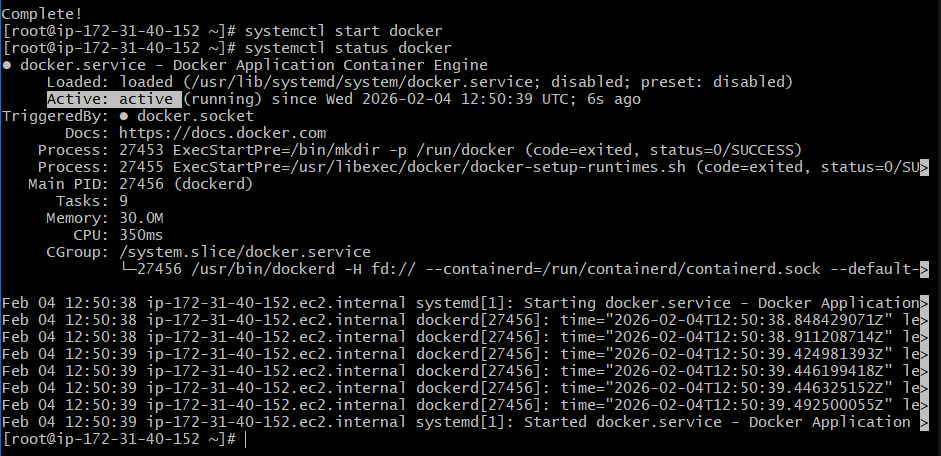 Complete!
[root@ip-172-31-40-152 ~]# systemctl start docker
[root@ip-172-31-40-152 ~]# systemctl status docker
● docker.service - Docker Application Container Engine
     Loaded: loaded (/usr/lib/systemd/system/docker.service; disabled; preset: disabled)
     Active: active (running) since Wed 2026-02-04 12:50:39 UTC; 6s ago
TriggeredBy: ● docker.socket
       Docs: https://docs.docker.com
    Process: 27453 ExecStartPre=/bin/mkdir -p /run/docker (code=exited, status=0/SUCCESS)
    Process: 27455 ExecStartPre=/usr/libexec/docker/docker-setup-runtimes.sh (code=exited, status=0/SU>
   Main PID: 27456 (dockerd)
      Tasks: 9
     Memory: 30.0M
        CPU: 350ms
     CGroup: /system.slice/docker.service
             └─27456 /usr/bin/dockerd -H fd:// --containerd=/run/containerd/containerd.sock --default->

Feb 04 12:50:38 ip-172-31-40-152.ec2.internal systemd[1]: Starting docker.service - Docker Application>
Feb 04 12:50:38 ip-172-31-40-152.ec2.internal dockerd[27456]: time="2026-02-04T12:50:38.848429071Z" le>
Feb 04 12:50:38 ip-172-31-40-152.ec2.internal dockerd[27456]: time="2026-02-04T12:50:38.911208714Z" le>
Feb 04 12:50:39 ip-172-31-40-152.ec2.internal dockerd[27456]: time="2026-02-04T12:50:39.424981393Z" le>
Feb 04 12:50:39 ip-172-31-40-152.ec2.internal dockerd[27456]: time="2026-02-04T12:50:39.446199418Z" le>
Feb 04 12:50:39 ip-172-31-40-152.ec2.internal dockerd[27456]: time="2026-02-04T12:50:39.446325152Z" le>
Feb 04 12:50:39 ip-172-31-40-152.ec2.internal dockerd[27456]: time="2026-02-04T12:50:39.492500055Z" le>
Feb 04 12:50:39 ip-172-31-40-152.ec2.internal systemd[1]: Started docker.service - Docker Application >
[root@ip-172-31-40-152 ~]#